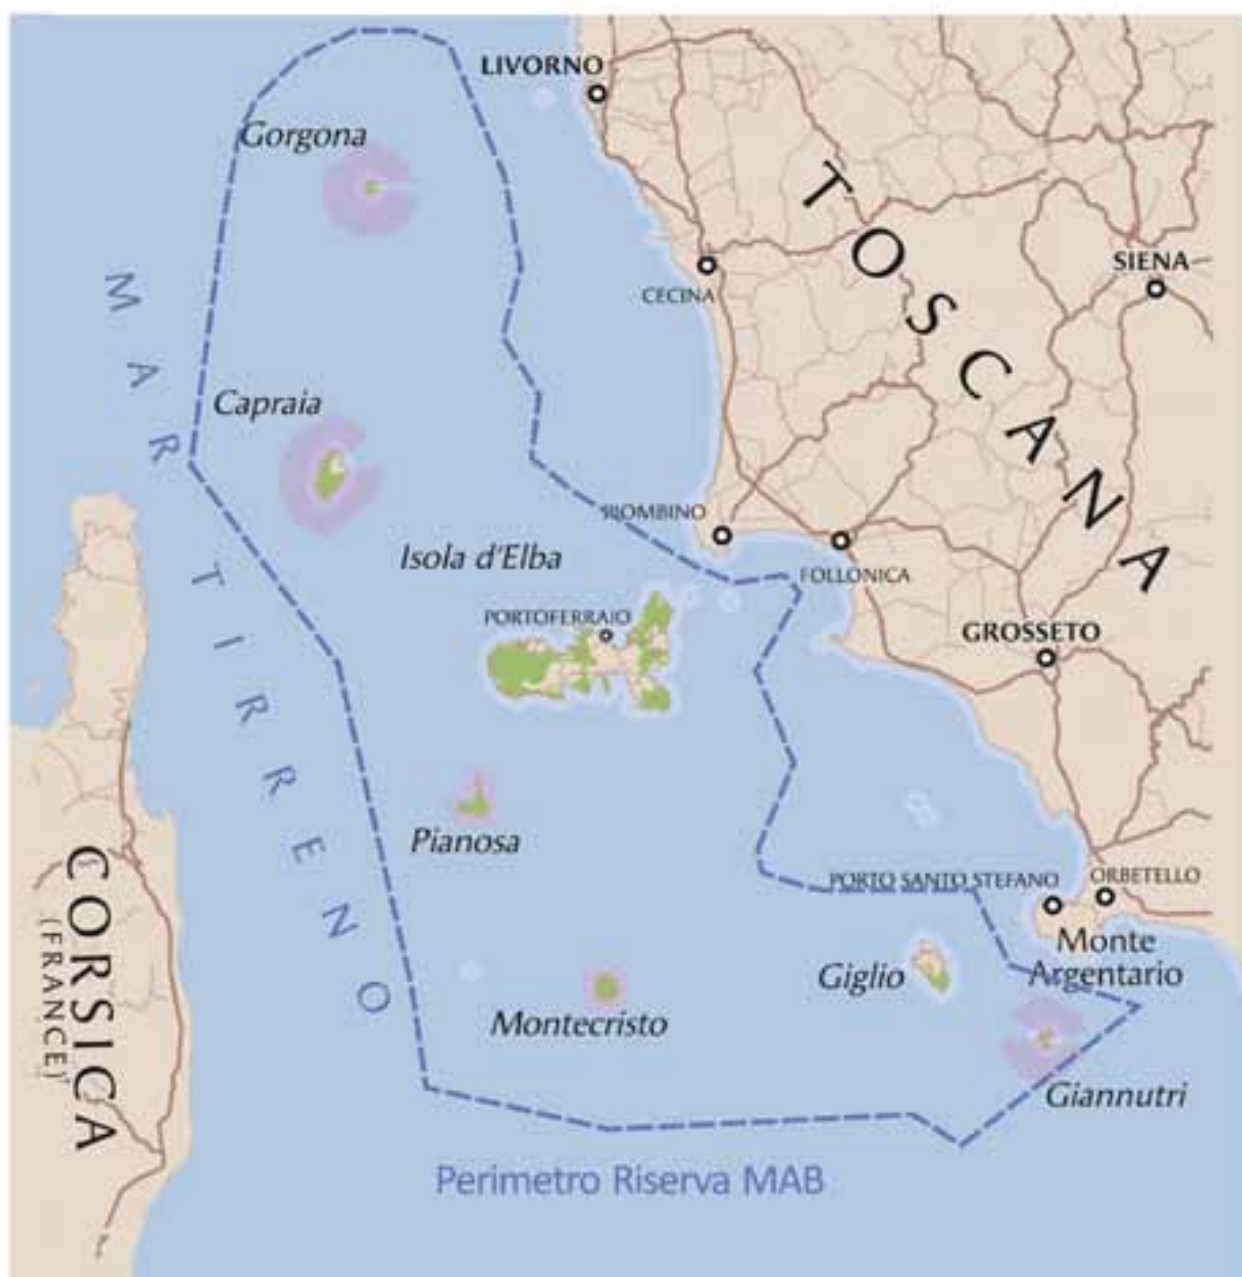 LIVORNO
Gorgona
TOSCANA
SIENA
CECINA
MAR TIRRENO
Capraia
PIOMBINO
Isola d'Elba
FOLLONICA
PORTOFERRAIO
GROSSETO
Pianosa
CORSICA
(FRANCE)
PORTO SANTO STEFANO
ORBETELLO
Monte
Argentario
Giglio
Montecristo
Giannutri
Perimetro Riserva MAB